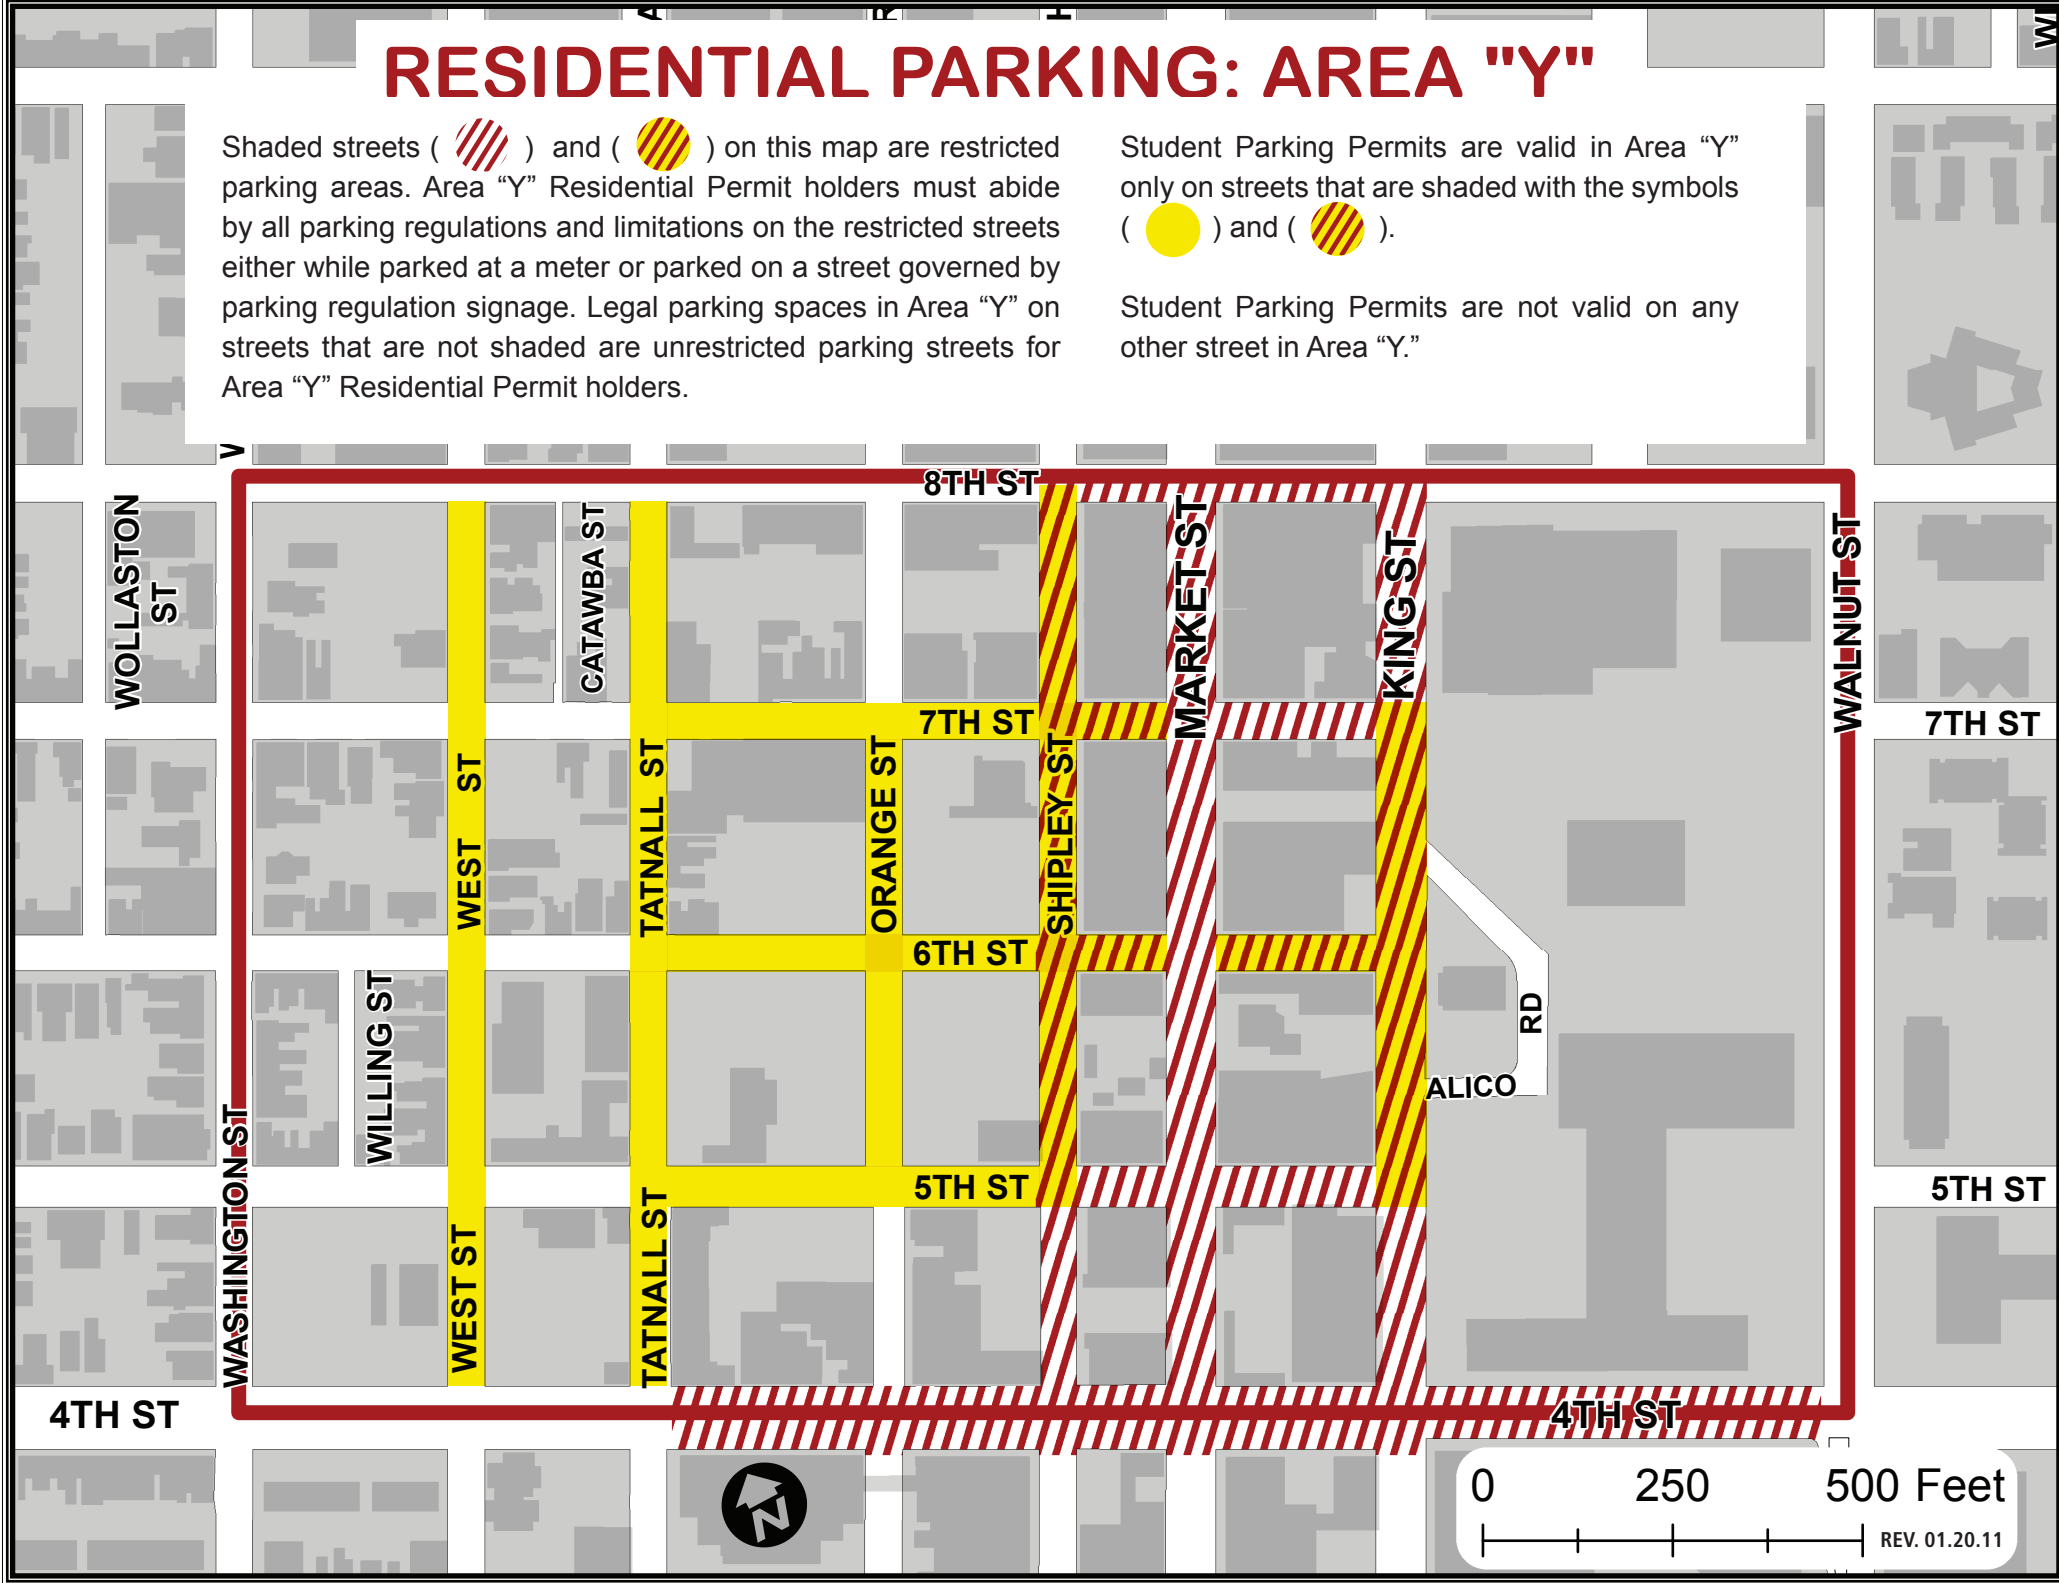 RESIDENTIAL PARKING: AREA "Y"
Shaded streets ( ) and ( ) on this map are restricted
parking areas. Area “Y” Residential Permit holders must abide
by all parking regulations and limitations on the restricted streets
either while parked at a meter or parked on a street governed by
parking regulation signage. Legal parking spaces in Area “Y” on
streets that are not shaded are unrestricted parking streets for
Area “Y” Residential Permit holders.
Student Parking Permits are valid in Area “Y”
only on streets that are shaded with the symbols
( ) and ( ).
Student Parking Permits are not valid on any
other street in Area “Y.”
8TH ST
WOLLASTON
ST
CATAWBA ST
MARKET ST
KING ST
WALNUT ST
7TH ST
7TH ST
WEST ST
TATNALL ST
ORANGE ST
SHIPLEY ST
6TH ST
WILLING ST
ALICO
RD
5TH ST
5TH ST
WASHINGTON ST
WEST ST
TATNALL ST
4TH ST
4TH ST
N
0 250 500 Feet
REV. 01.20.11